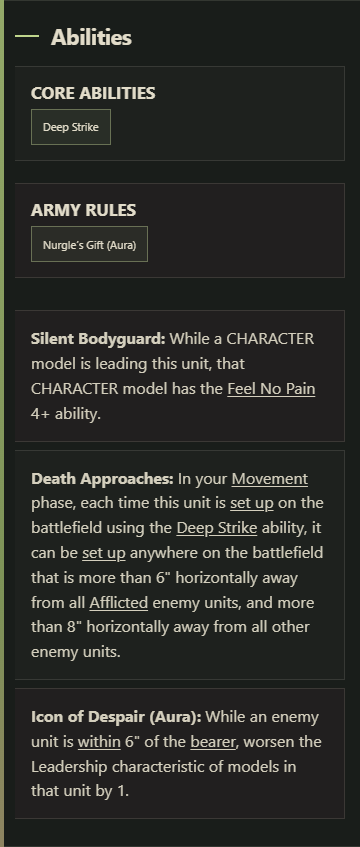 Abilities
CORE ABILITIES
Deep Strike
ARMY RULES
Nurgle's Gift (Aura)
Silent Bodyguard: While a CHARACTER
model is leading this unit, that
CHARACTER model has the Feel No Pain
4+ ability.
Death Approaches: In your Movement
phase, each time this unit is set up on the
battlefield using the Deep Strike ability, it
can be set up anywhere on the battlefield
that is more than 6" horizontally away
from all Afflicted enemy units, and more
than 8" horizontally away from all other
enemy units.
Icon of Despair (Aura): While an enemy
unit is within 6" of the bearer, worsen the
Leadership characteristic of models in
that unit by 1.